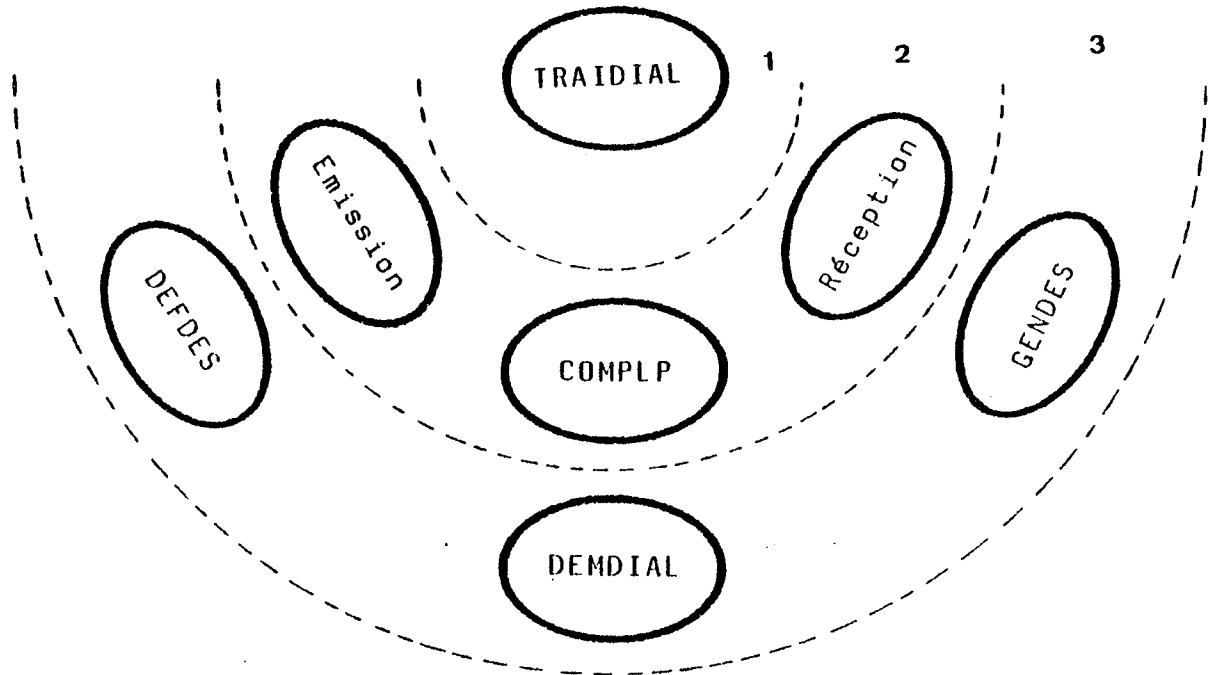 TRAIDIAL
1
2
3
Emission
Réception
DEFDES
GENDES
COMPLP
DEMDIAL